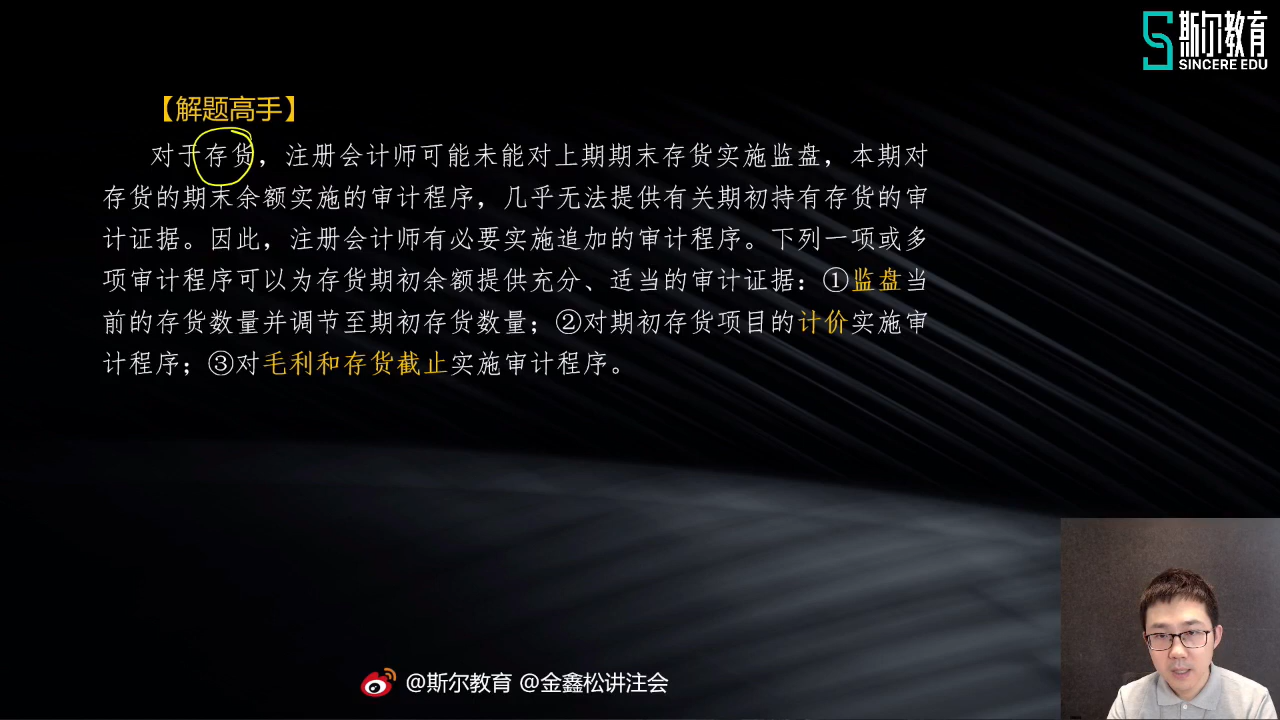 斯尔教育
SINCERE EDU
【解题高手】
对于存货，注册会计师可能未能对上期期末存货实施监盘，本期对
存货的期末余额实施的审计程序，几乎无法提供有关期初持有存货的审
计证据。因此，注册会计师有必要实施追加的审计程序。下列一项或多
项审计程序可以为存货期初余额提供充分、适当的审计证据：①监盘当
前的存货数量并调节至期初存货数量；②对期初存货项目的计价实施审
计程序；③对毛利和存货截止实施审计程序。
@斯尔教育 @金鑫松讲注会